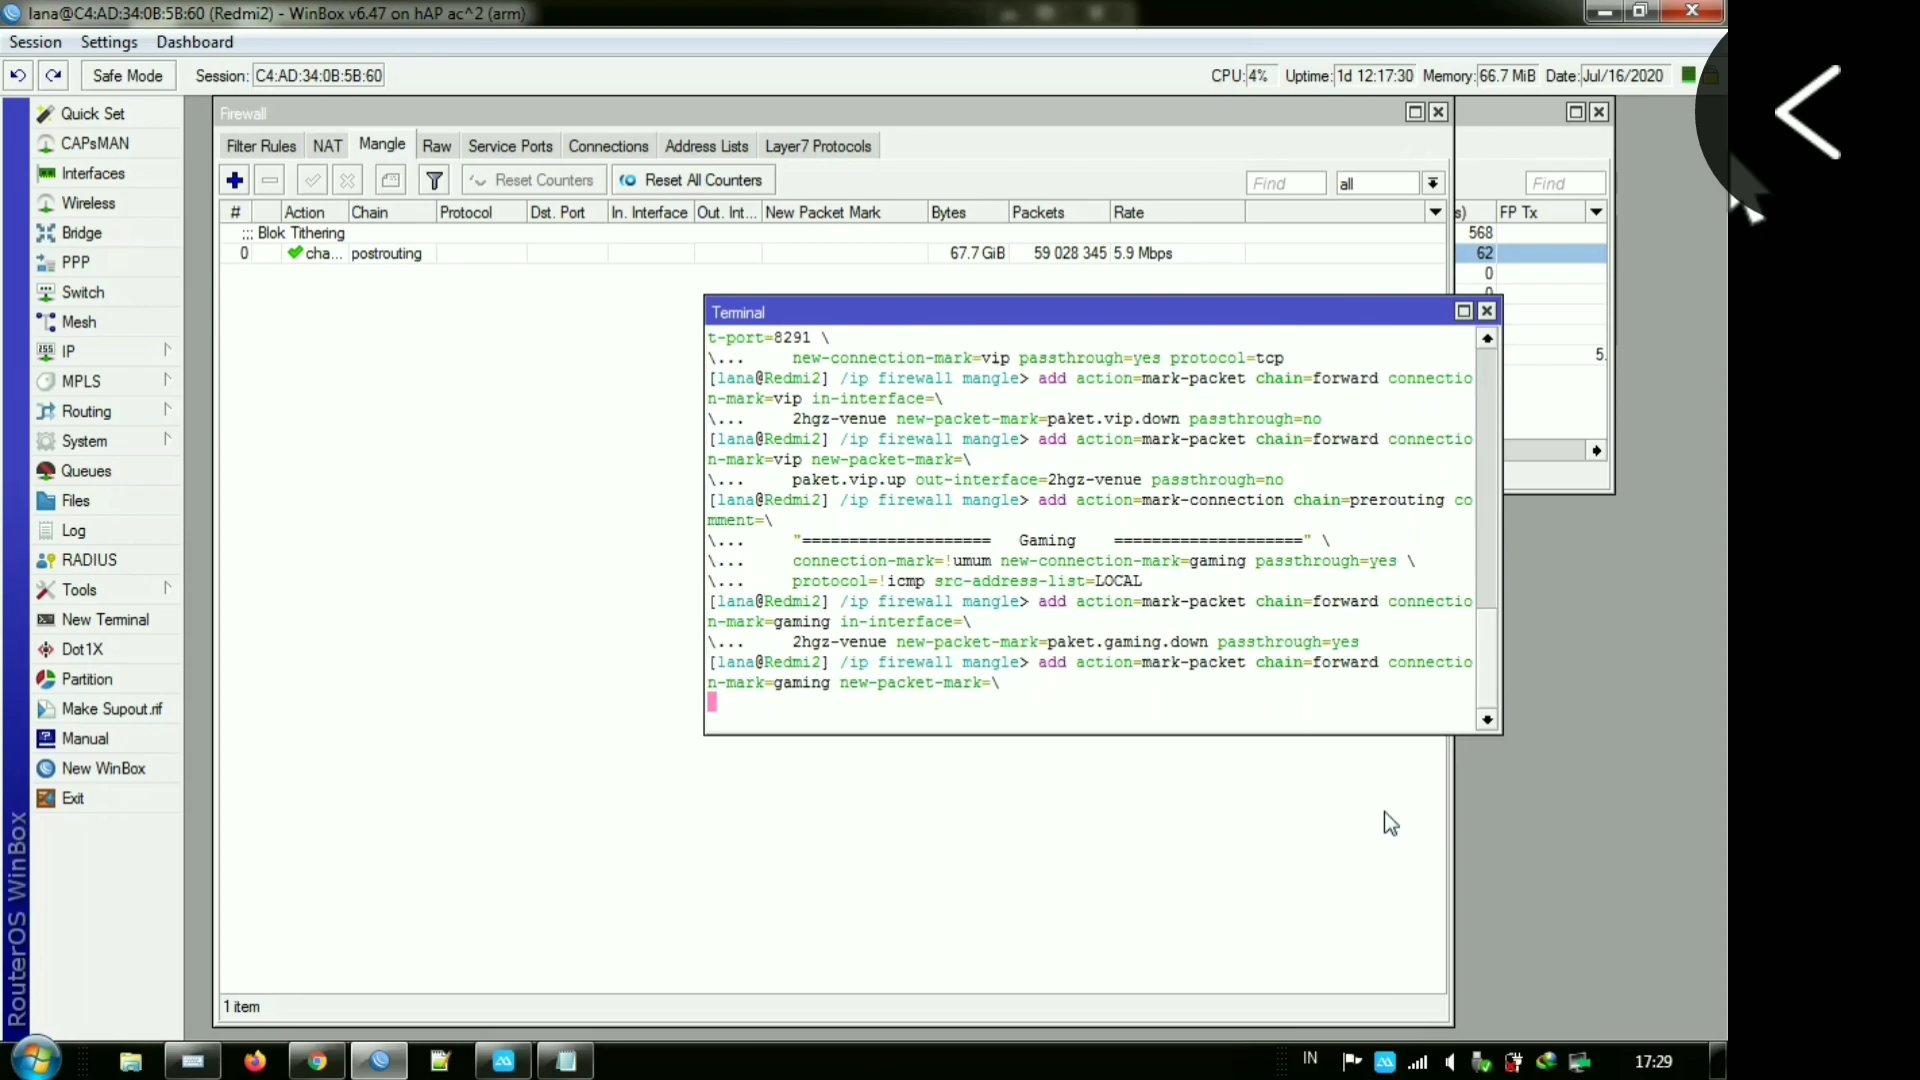 lana@C4:AD:34:0B:5B:60 (Redmi2) - WinBox v6.47 on hAP ac^2 (arm)
Session Settings Dashboard
Safe Mode Session: C4:AD:34:0B:5B:60 CPU: 4% Uptime: 1d 12:17:30 Memory: 66.7 MiB Date: Jul/16/2020
Quick Set
CAPsMAN
Interfaces
Wireless
Bridge
PPP
Switch
Mesh
IP
MPLS
Routing
System
Queues
Files
Log
RADIUS
Tools
New Terminal
Dot1X
Partition
Make Supout.rif
Manual
New WinBox
Exit
RouterOS WinBox
Firewall
Filter Rules NAT Mangle Raw Service Ports Connections Address Lists Layer7 Protocols
Reset Counters Reset All Counters Find all
# Action Chain Protocol Dst. Port In. Interface Out. Int... New Packet Mark Bytes Packets Rate
;;; Blok Tithering
0 cha... postrouting 67.7 GiB 59 028 345 5.9 Mbps
1 item
Find
s) FP Tx
568
62
0
0
5.
Terminal
t-port=8291 \
\... new-connection-mark=vip passthrough=yes protocol=tcp
[lana@Redmi2] /ip firewall mangle> add action=mark-packet chain=forward connectio
n-mark=vip in-interface=\
\... 2hgz-venue new-packet-mark=paket.vip.down passthrough=no
[lana@Redmi2] /ip firewall mangle> add action=mark-packet chain=forward connectio
n-mark=vip new-packet-mark=\
\... paket.vip.up out-interface=2hgz-venue passthrough=no
[lana@Redmi2] /ip firewall mangle> add action=mark-connection chain=prerouting co
mment=\
\... "==================== Gaming ====================" \
\... connection-mark=!umum new-connection-mark=gaming passthrough=yes \
\... protocol=!icmp src-address-list=LOCAL
[lana@Redmi2] /ip firewall mangle> add action=mark-packet chain=forward connectio
n-mark=gaming in-interface=\
\... 2hgz-venue new-packet-mark=paket.gaming.down passthrough=yes
[lana@Redmi2] /ip firewall mangle> add action=mark-packet chain=forward connectio
n-mark=gaming new-packet-mark=\
IN 17:29